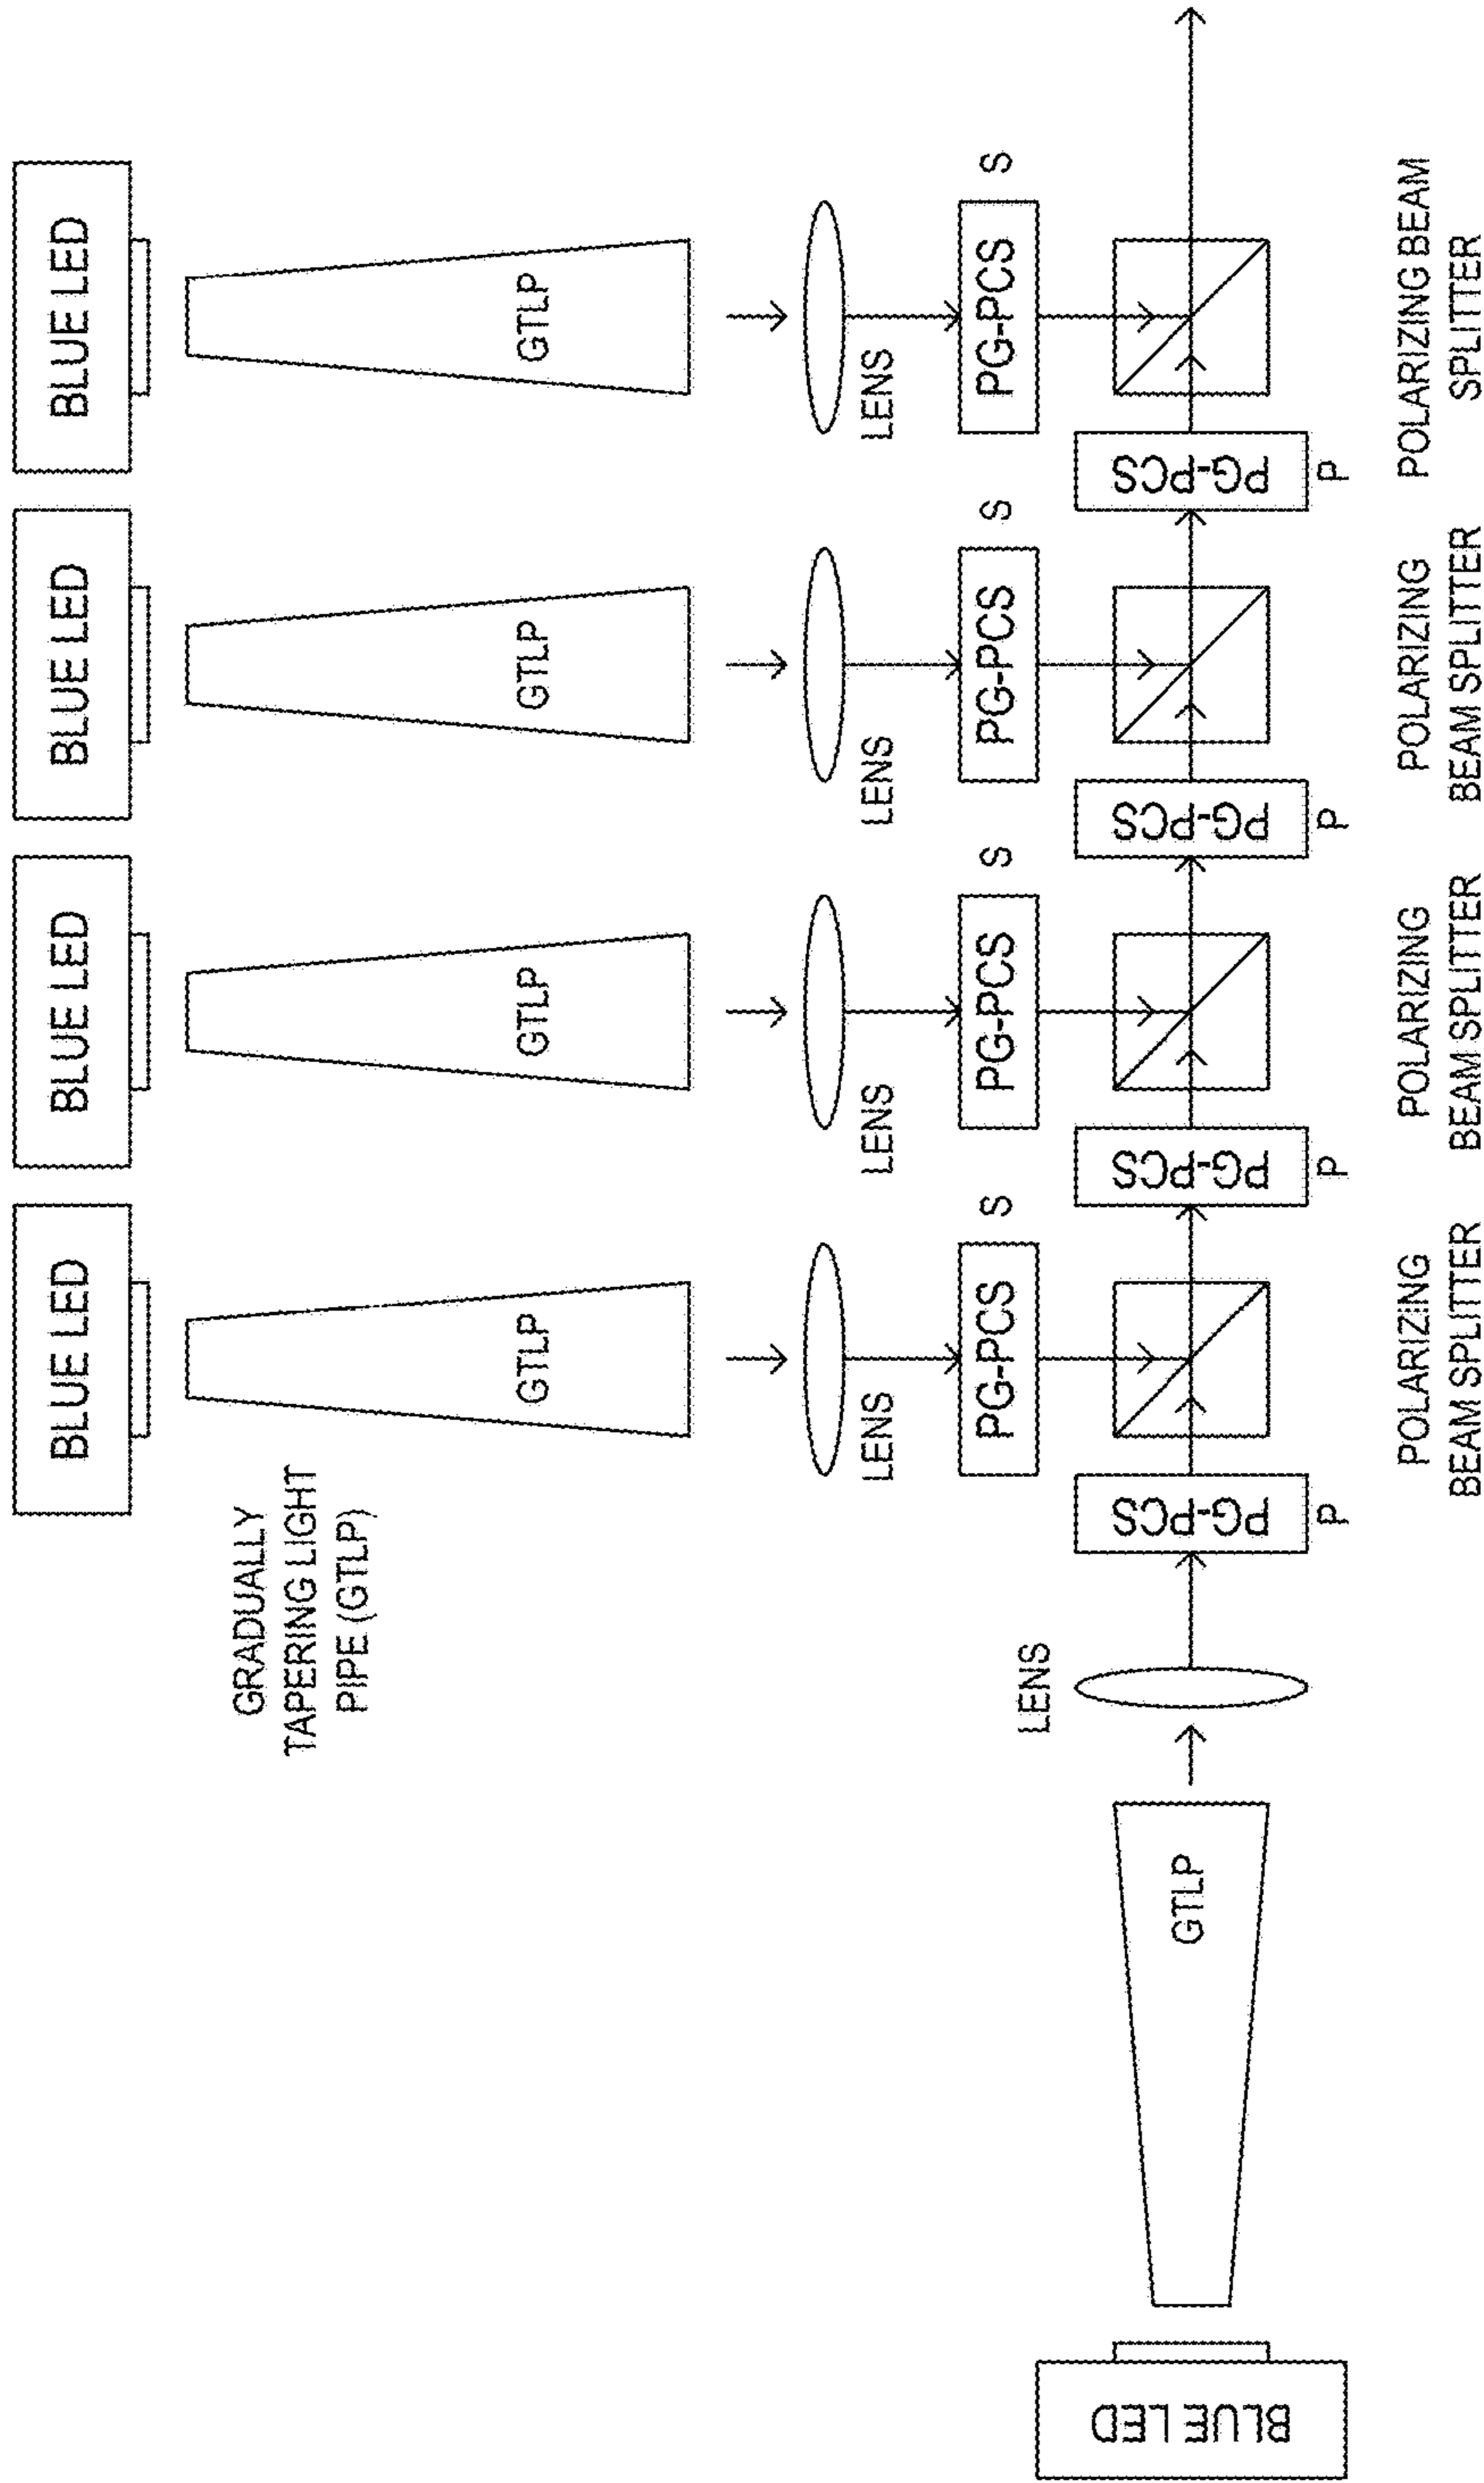 BLUE LED
BLUE LED
BLUE LED
BLUE LED
GRADUALLY
TAPERING LIGHT
PIPE (GTLP)
GTLP
GTLP
GTLP
GTLP
LENS
LENS
LENS
LENS
PG-PCS
S
PG-PCS
S
PG-PCS
S
PG-PCS
S
BLUE LED
GTLP
LENS
PG-PCS
P
PG-PCS
P
PG-PCS
P
PG-PCS
P
POLARIZING
BEAM SPLITTER
POLARIZING
BEAM SPLITTER
POLARIZING
BEAM SPLITTER
POLARIZING BEAM
SPLITTER